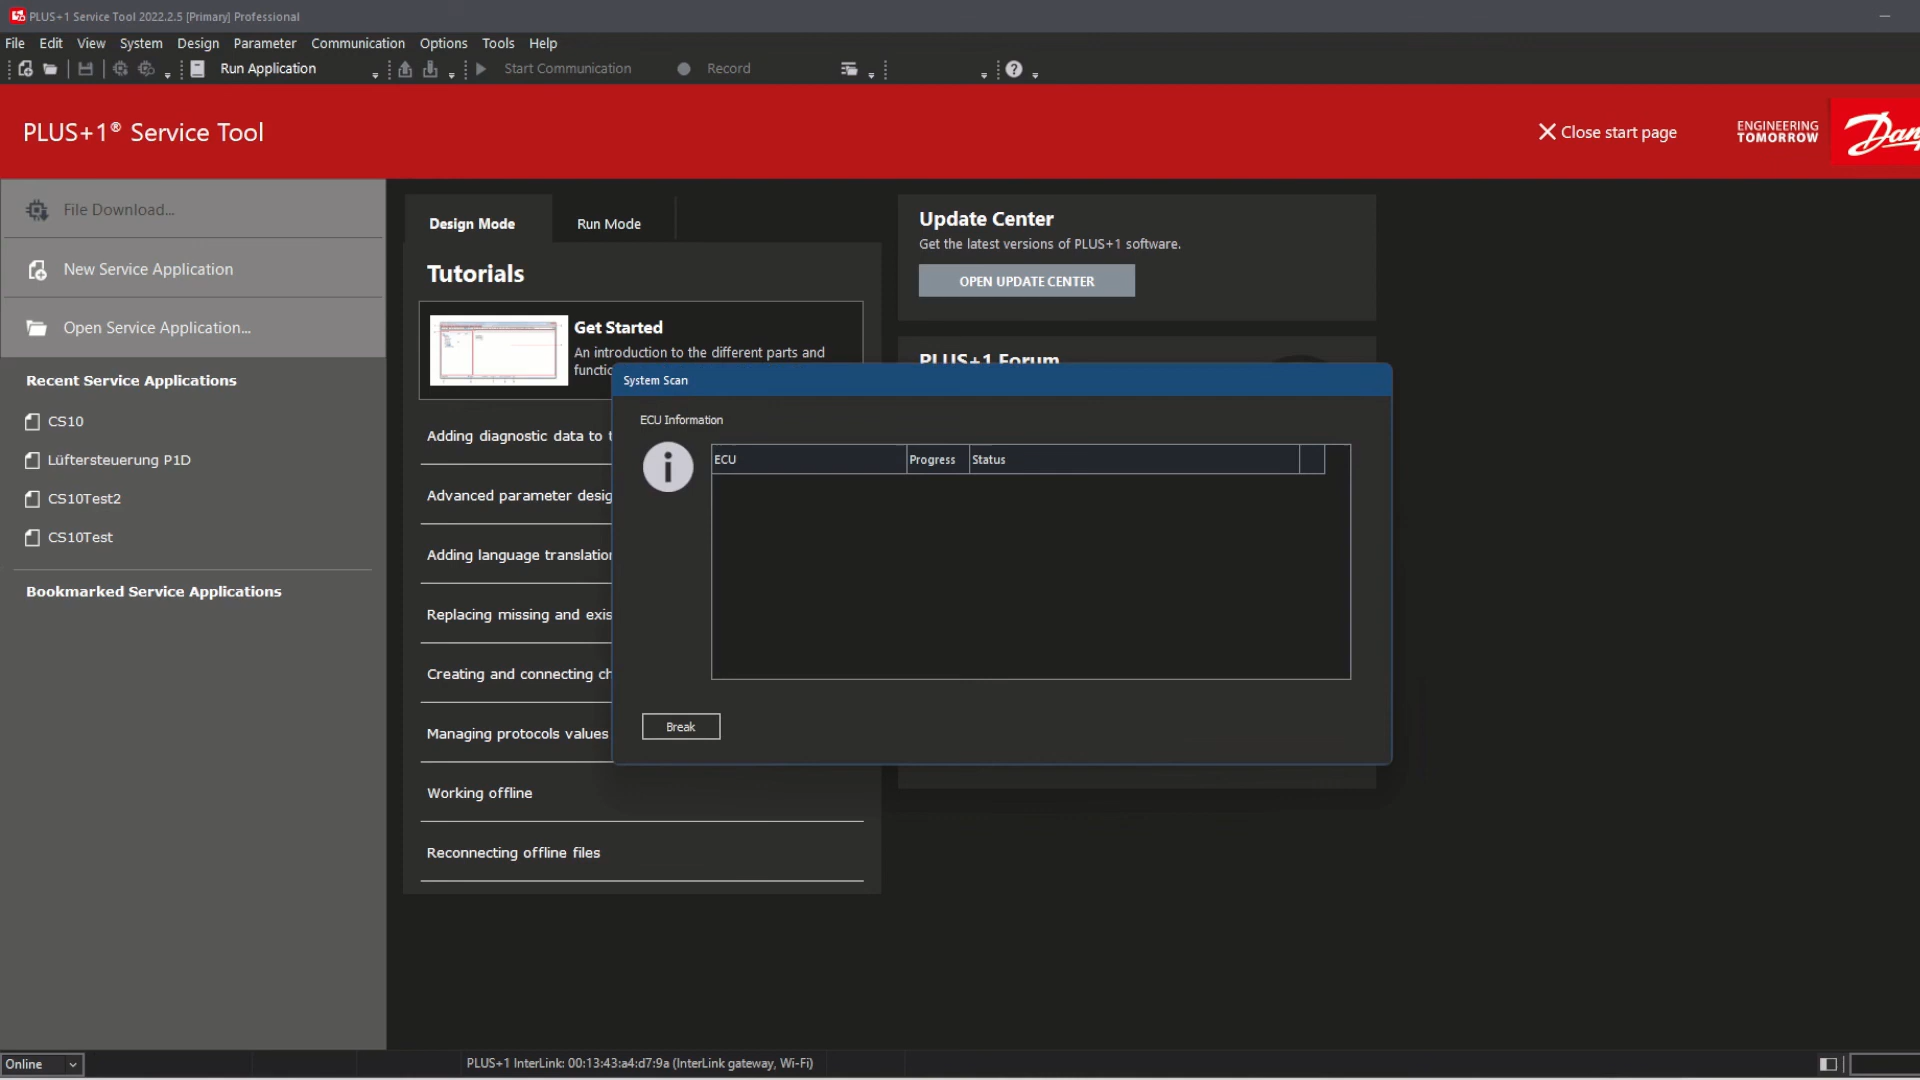 PLUS+1 Service Tool 2022.2.5 [Primary] Professional
File Edit View System Design Parameter Communication Options Tools Help
Run Application Start Communication Record
PLUS+1® Service Tool
Close start page
ENGINEERING
TOMORROW
File Download...
New Service Application
Open Service Application...
Recent Service Applications
CS10
Lüftersteuerung P1D
CS10Test2
CS10Test
Bookmarked Service Applications
Design Mode
Run Mode
Tutorials
Get Started
An introduction to the different parts and
Adding diagnostic data to
Advanced parameter
Adding language
Replacing missing and
Creating and connecting
Managing protocols values
Working offline
Reconnecting offline files
Update Center
Get the latest versions of PLUS+1 software.
OPEN UPDATE CENTER
PLUS+1 Forum
System Scan
ECU Information
ECU Progress Status
Break
Online
PLUS+1 InterLink: 00:13:43:a4:d7:9a (InterLink gateway, Wi-Fi)